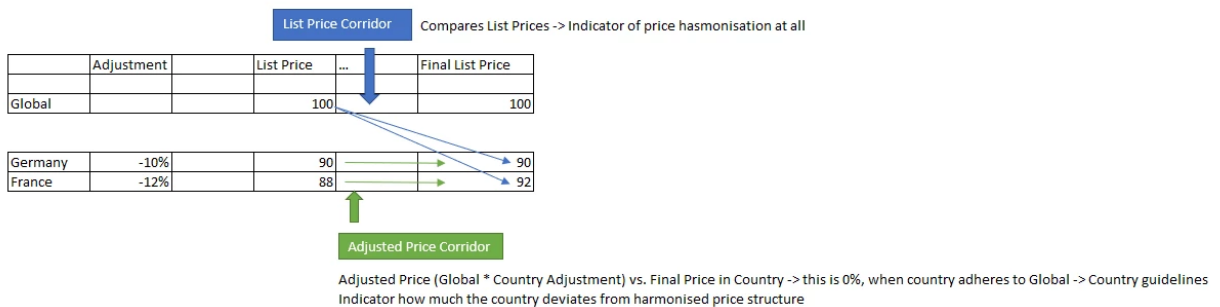 List Price Corridor Compares List Prices -> Indicator of price hasmonisation at all
Adjustment List Price ... Final List Price
Global 100 100
Germany -10% 90 90
France -12% 88 92
Adjusted Price Corridor
Adjusted Price (Global * Country Adjustment) vs. Final Price in Country -> this is 0%, when country adheres to Global -> Country guidelines
Indicator how much the country deviates from harmonised price structure